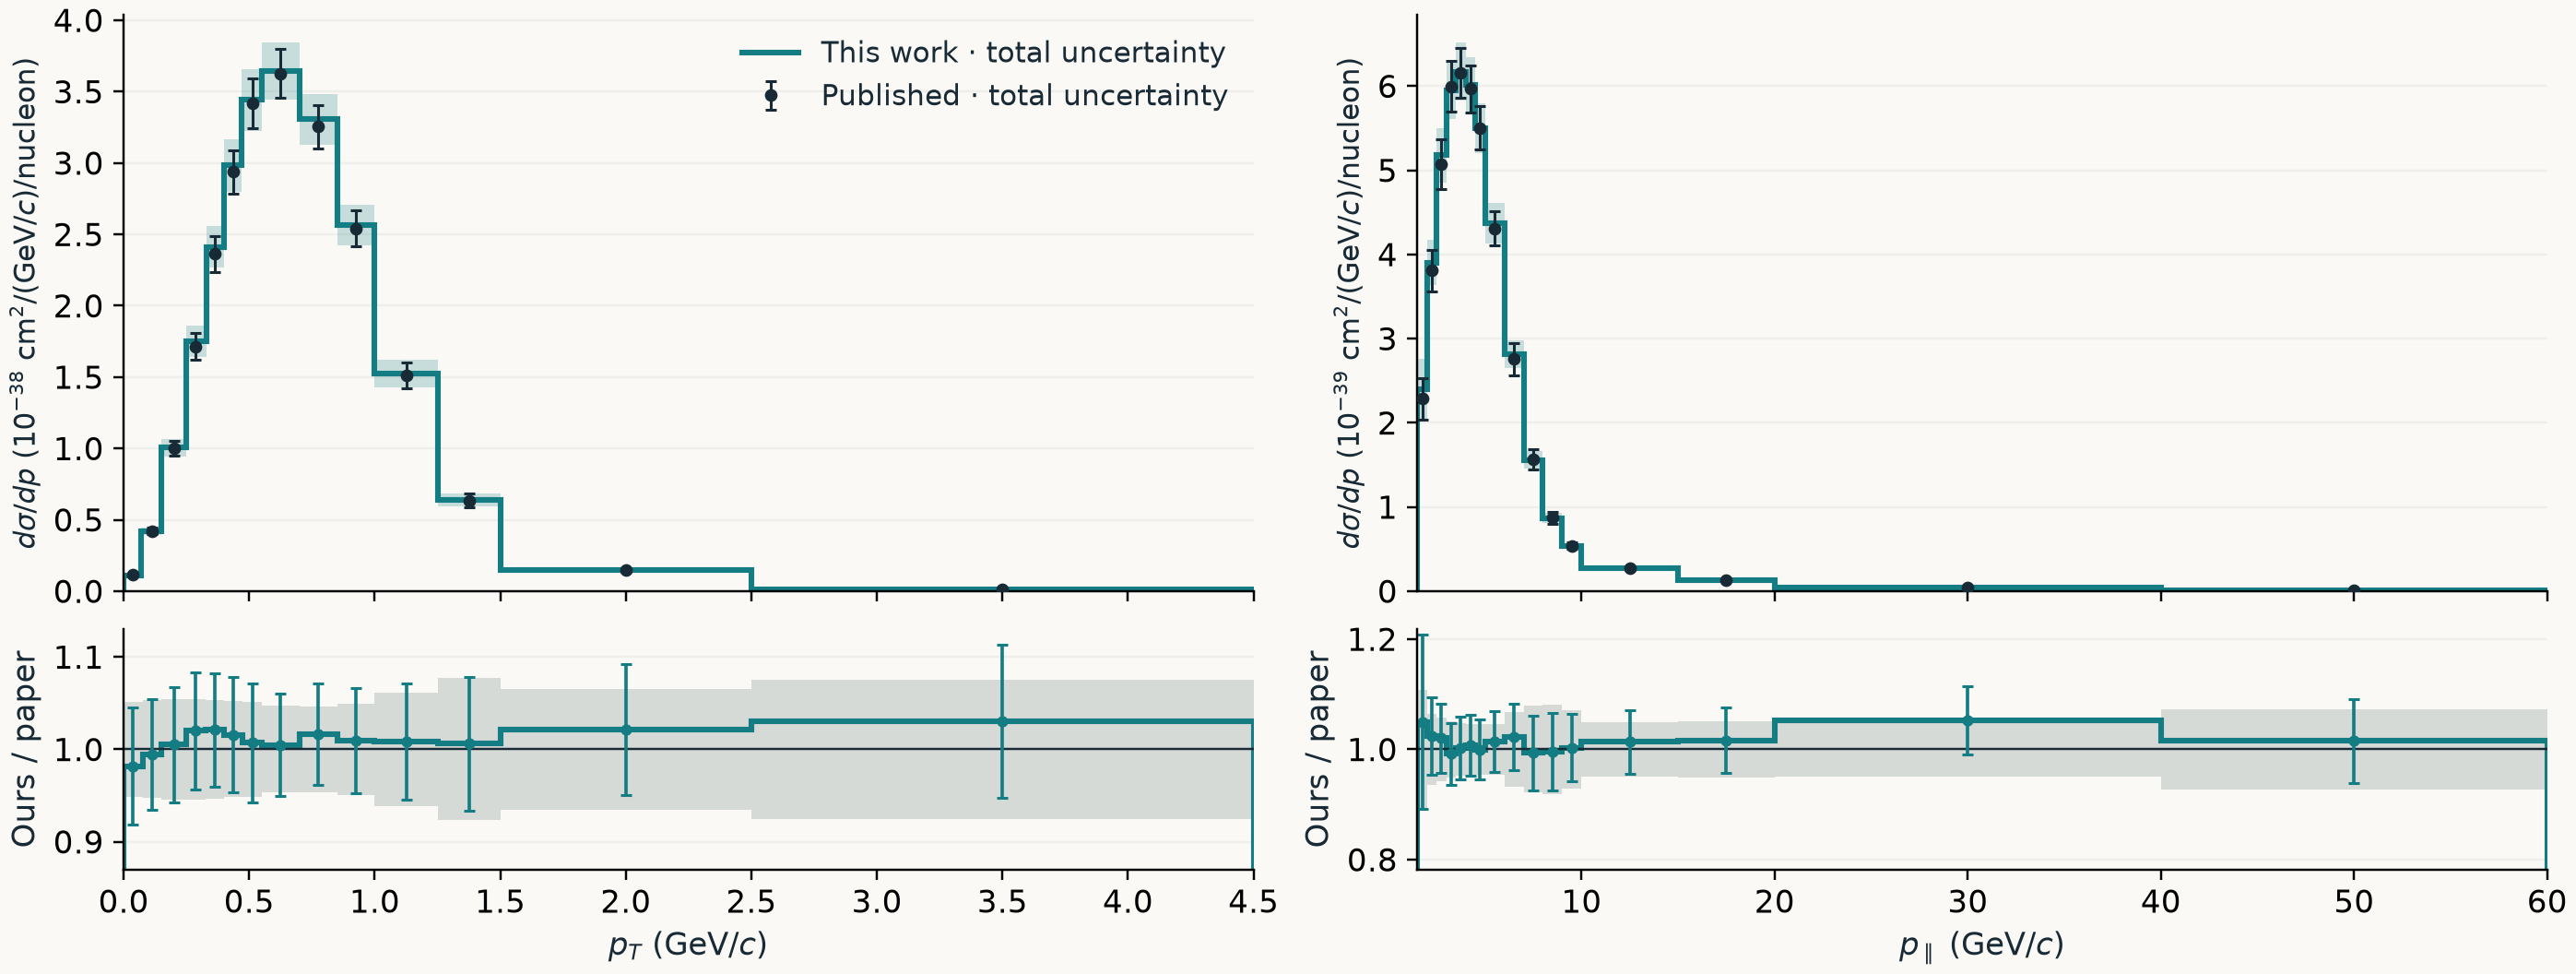 This work · total uncertainty
Published · total uncertainty
dσ/dp (10⁻³⁸ cm²/(GeV/c)/nucleon)
4.0
3.5
3.0
2.5
2.0
1.5
1.0
0.5
0.0
dσ/dp (10⁻³⁹ cm²/(GeV/c)/nucleon)
6
5
4
3
2
1
0
Ours / paper
1.1
1.0
0.9
0.0 0.5 1.0 1.5 2.0 2.5 3.0 3.5 4.0 4.5
p_T (GeV/c)
Ours / paper
1.2
1.0
0.8
10 20 30 40 50 60
p_∥ (GeV/c)